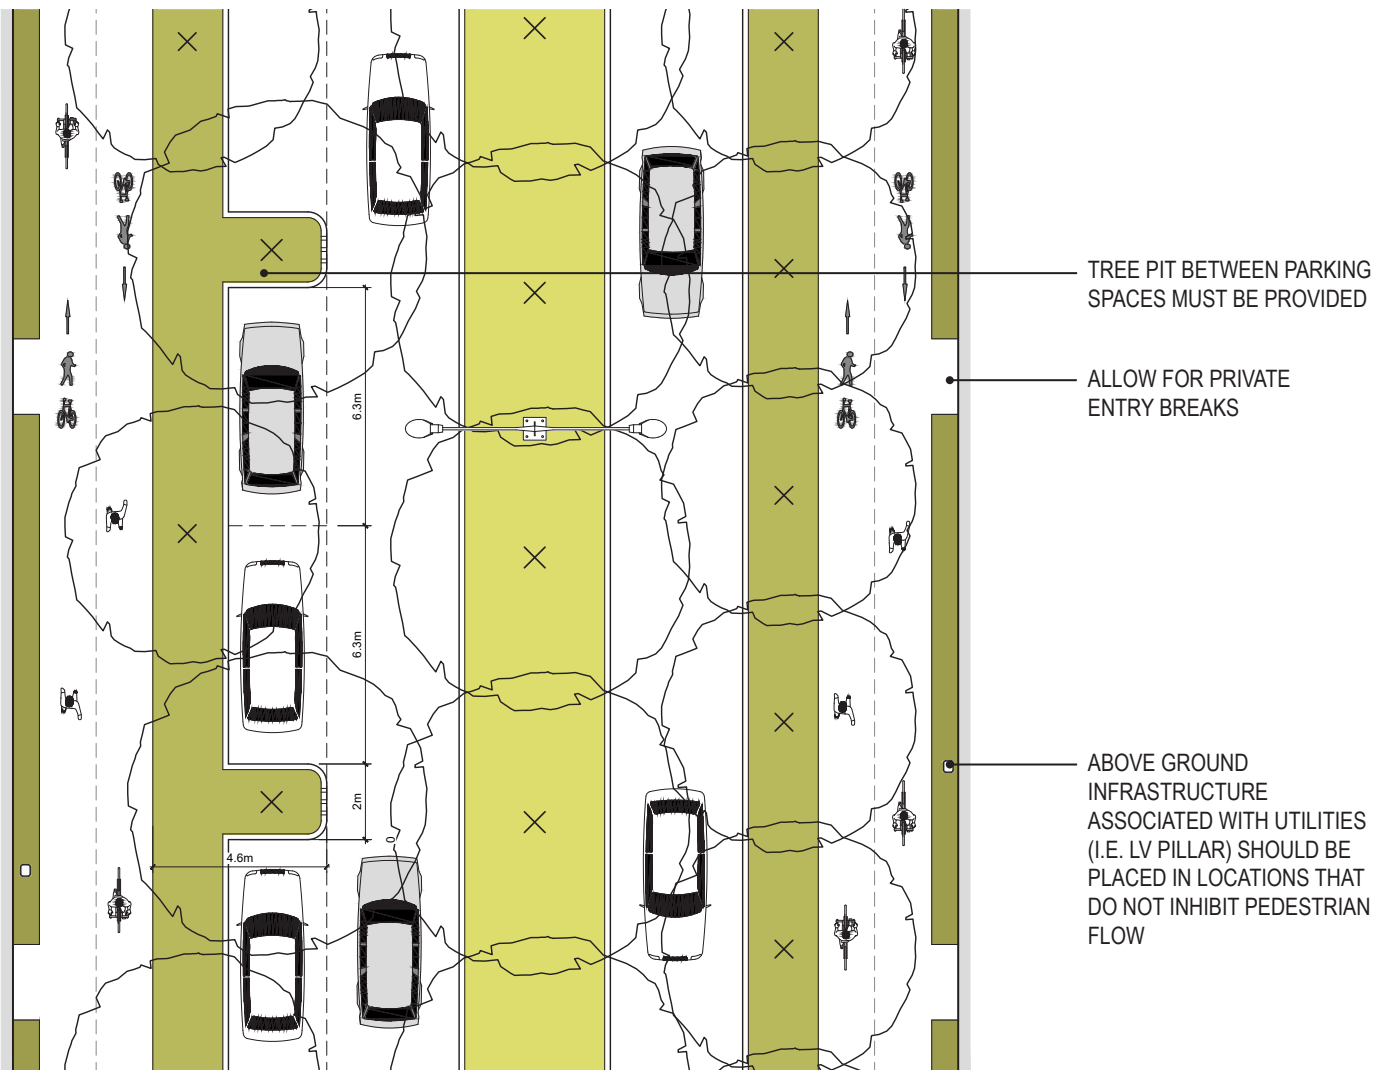 TREE PIT BETWEEN PARKING
SPACES MUST BE PROVIDED
ALLOW FOR PRIVATE
ENTRY BREAKS
6.3m
6.3m
ABOVE GROUND
INFRASTRUCTURE
ASSOCIATED WITH UTILITIES
(I.E. LV PILLAR) SHOULD BE
PLACED IN LOCATIONS THAT
DO NOT INHIBIT PEDESTRIAN
FLOW
2m
4.6m